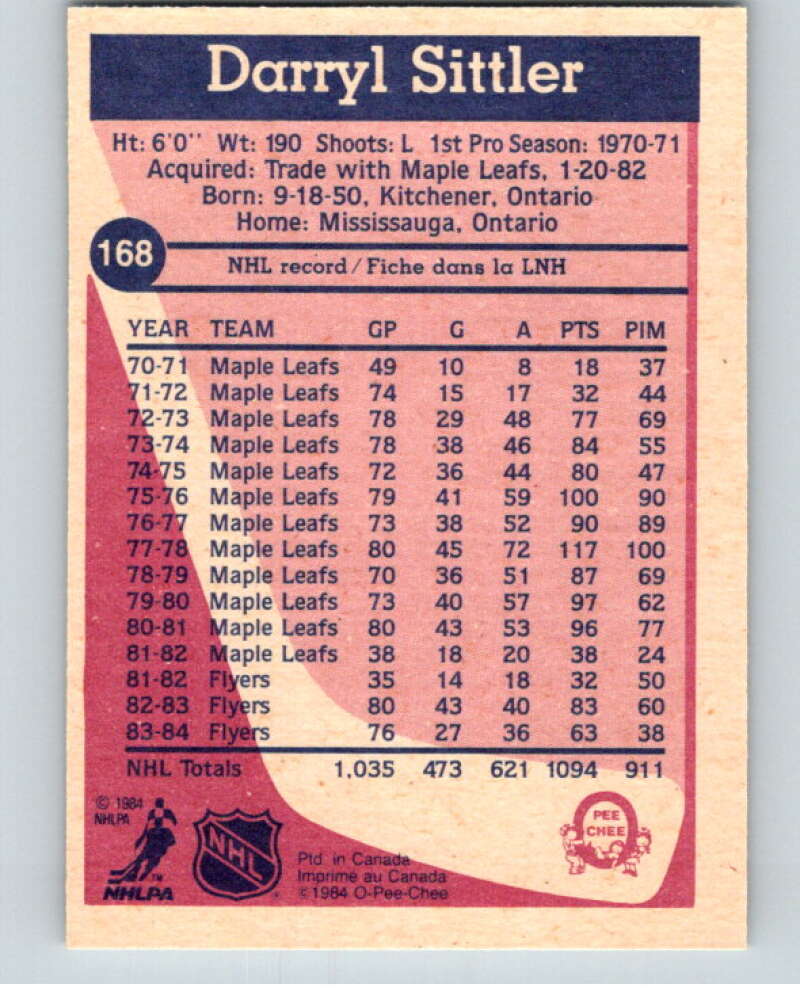 Darryl Sittler
Ht: 6'0'' Wt: 190 Shoots: L 1st Pro Season: 1970-71
Acquired: Trade with Maple Leafs, 1-20-82
Born: 9-18-50, Kitchener, Ontario
Home: Mississauga, Ontario
168
NHL record/Fiche dans la LNH
YEAR TEAM GP G A PTS PIM
70-71 Maple Leafs 49 10 8 18 37
71-72 Maple Leafs 74 15 17 32 44
72-73 Maple Leafs 78 29 48 77 69
73-74 Maple Leafs 78 38 46 84 55
74-75 Maple Leafs 72 36 44 80 47
75-76 Maple Leafs 79 41 59 100 90
76-77 Maple Leafs 73 38 52 90 89
77-78 Maple Leafs 80 45 72 117 100
78-79 Maple Leafs 70 36 51 87 69
79-80 Maple Leafs 73 40 57 97 62
80-81 Maple Leafs 80 43 53 96 77
81-82 Maple Leafs 38 18 20 38 24
81-82 Flyers 35 14 18 32 50
82-83 Flyers 80 43 40 83 60
83-84 Flyers 76 27 36 63 38
NHL Totals 1,035 473 621 1094 911
© 1984
NHLPA
TM
NHLPA
NHL
Ptd. in Canada
Imprimé au Canada
© 1984 O-Pee-Chee
PEE
CHEE